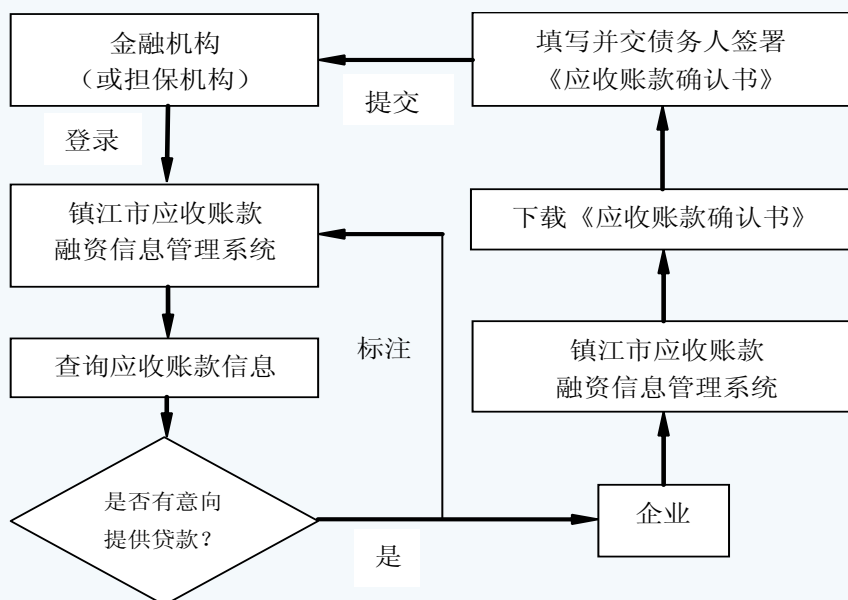 金融机构
（或担保机构）
提交
填写并交债务人签署
《应收账款确认书》
登录
镇江市应收账款
融资信息管理系统
下载《应收账款确认书》
标注
查询应收账款信息
镇江市应收账款
融资信息管理系统
是否有意向
提供贷款？
是
企业